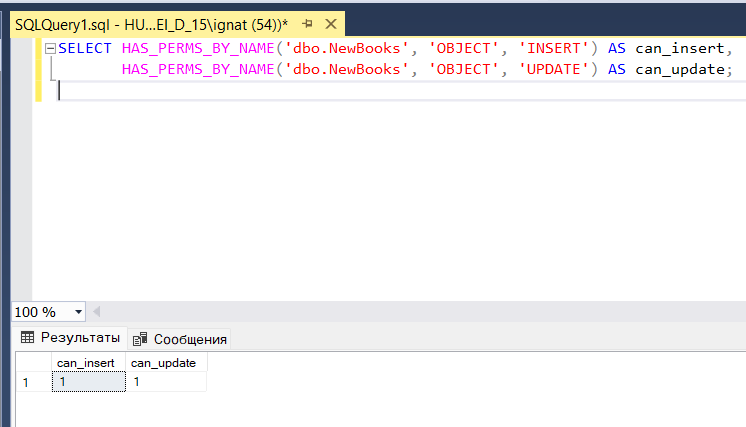 SQLQuery1.sql - HU...EI_D_15\ignat (54))*
SELECT HAS_PERMS_BY_NAME('dbo.NewBooks', 'OBJECT', 'INSERT') AS can_insert,
HAS_PERMS_BY_NAME('dbo.NewBooks', 'OBJECT', 'UPDATE') AS can_update;
100 %
Результаты Сообщения
can_insert can_update
1 1 1